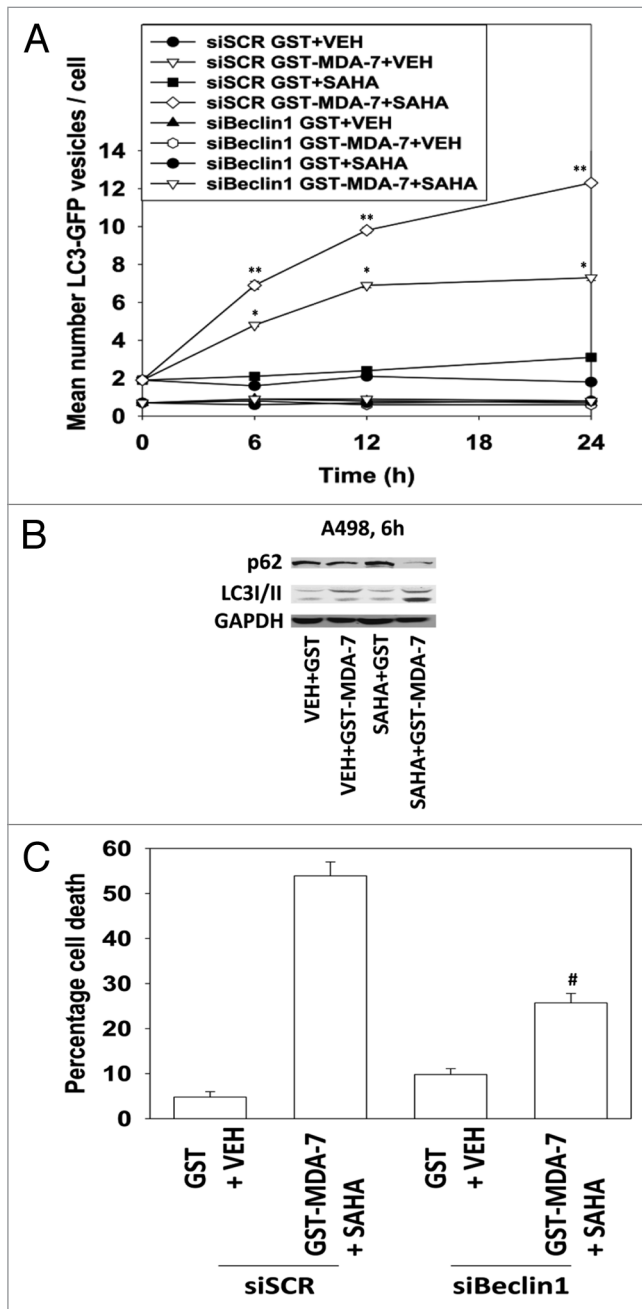 A
siSCR GST+VEH
siSCR GST-MDA-7+VEH
siSCR GST+SAHA
siSCR GST-MDA-7+SAHA
siBeclin1 GST+VEH
siBeclin1 GST-MDA-7+VEH
siBeclin1 GST+SAHA
siBeclin1 GST-MDA-7+SAHA
Mean number LC3-GFP vesicles / cell
14
12
10
8
6
4
2
0
**
**
**
*
*
*
0 6 12 18 24
Time (h)
B
A498, 6h
p62
LC3I/II
GAPDH
VEH+GST
VEH+GST-MDA-7
SAHA+GST
SAHA+GST-MDA-7
C
Percentage cell death
60
50
40
30
20
10
0
#
GST
+ VEH
GST-MDA-7
+ SAHA
GST
+ VEH
GST-MDA-7
+ SAHA
siSCR
siBeclin1